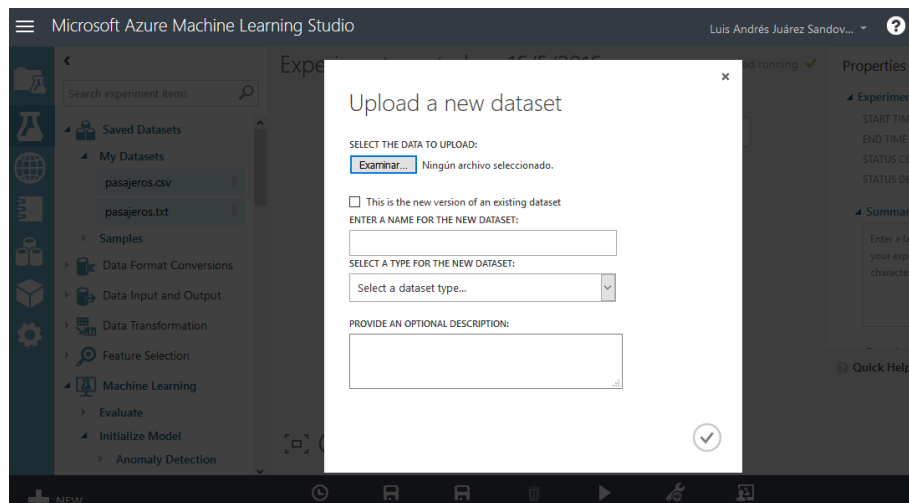 Microsoft Azure Machine Learning Studio
Luis Andrés Juárez Sandov...
?
Search experiment items
Saved Datasets
My Datasets
pasajeros.csv
pasajeros.txt
Samples
Data Format Conversions
Data Input and Output
Data Transformation
Feature Selection
Machine Learning
Evaluate
Initialize Model
Anomaly Detection
Upload a new dataset
SELECT THE DATA TO UPLOAD:
Examinar... Ningún archivo seleccionado.
This is the new version of an existing dataset
ENTER A NAME FOR THE NEW DATASET:
SELECT A TYPE FOR THE NEW DATASET:
Select a dataset type...
PROVIDE AN OPTIONAL DESCRIPTION:
running
Properties
Experimen
START TIM
END TIME
STATUS CO
STATUS DE
Summar
Enter a fe
your exp
characte
Quick Help
NEW